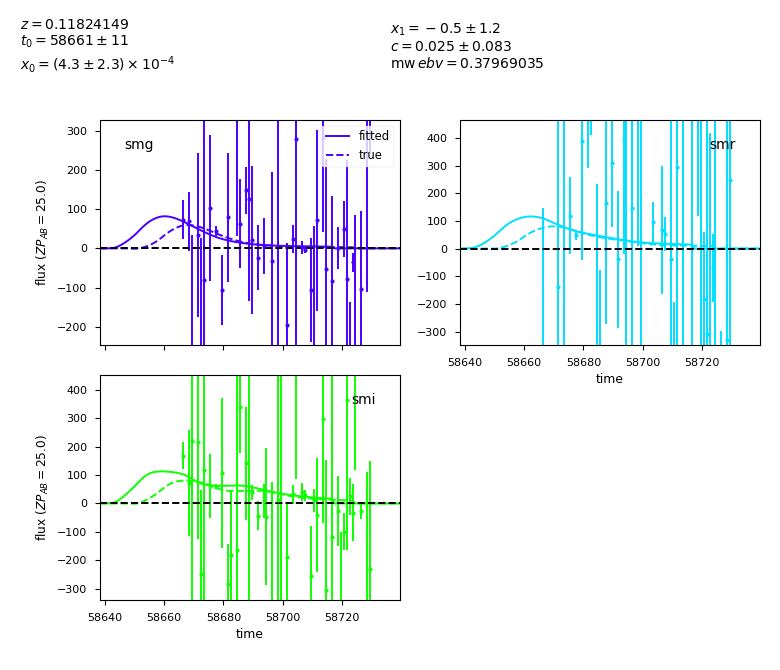 z = 0.11824149
t₀ = 58661 ± 11
x₀ = (4.3 ± 2.3) × 10⁻⁴
x₁ = −0.5 ± 1.2
c = 0.025 ± 0.083
mw ebv = 0.37969035
smg
fitted
true
300
200
100
0
−100
−200
flux (ZP_AB = 25.0)
smr
400
300
200
100
0
−100
−200
−300
58640 58660 58680 58700 58720
time
smi
400
300
200
100
0
−100
−200
−300
flux (ZP_AB = 25.0)
58640 58660 58680 58700 58720
time